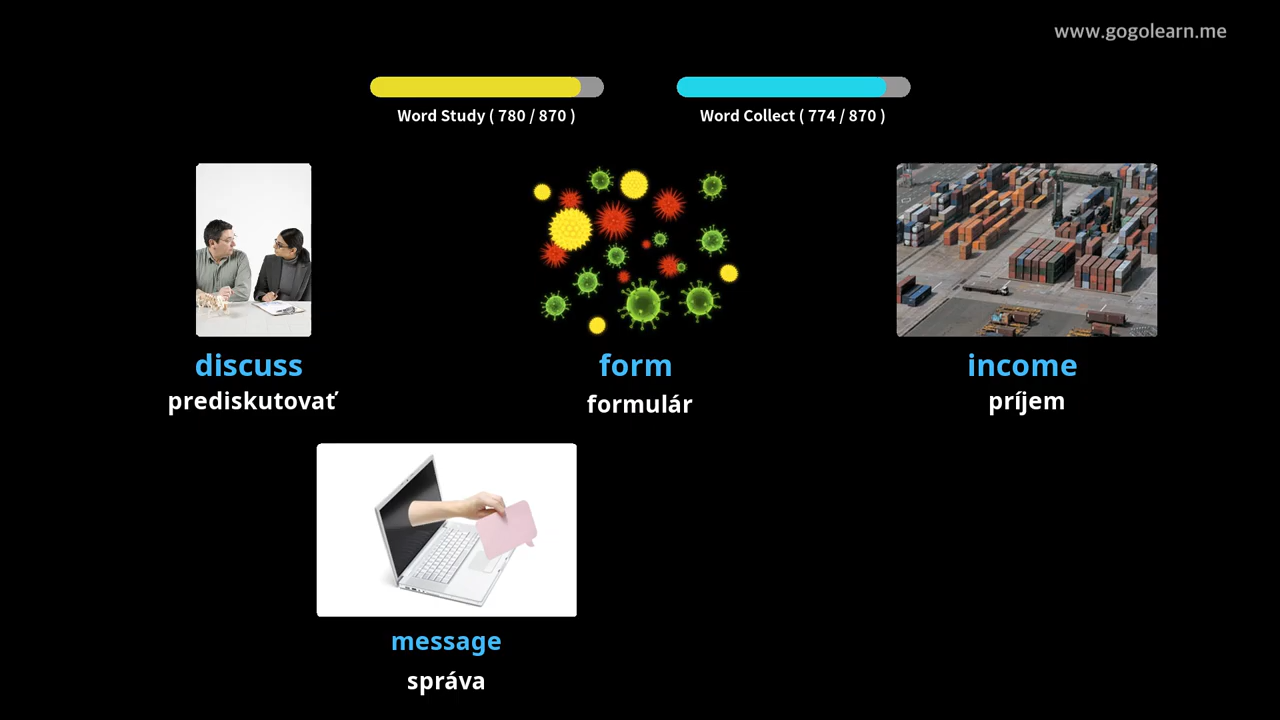 www.gogolearn.me
Word Study ( 780 / 870 )
Word Collect ( 774 / 870 )
discuss
prediskutovať
form
formulár
income
príjem
message
správa